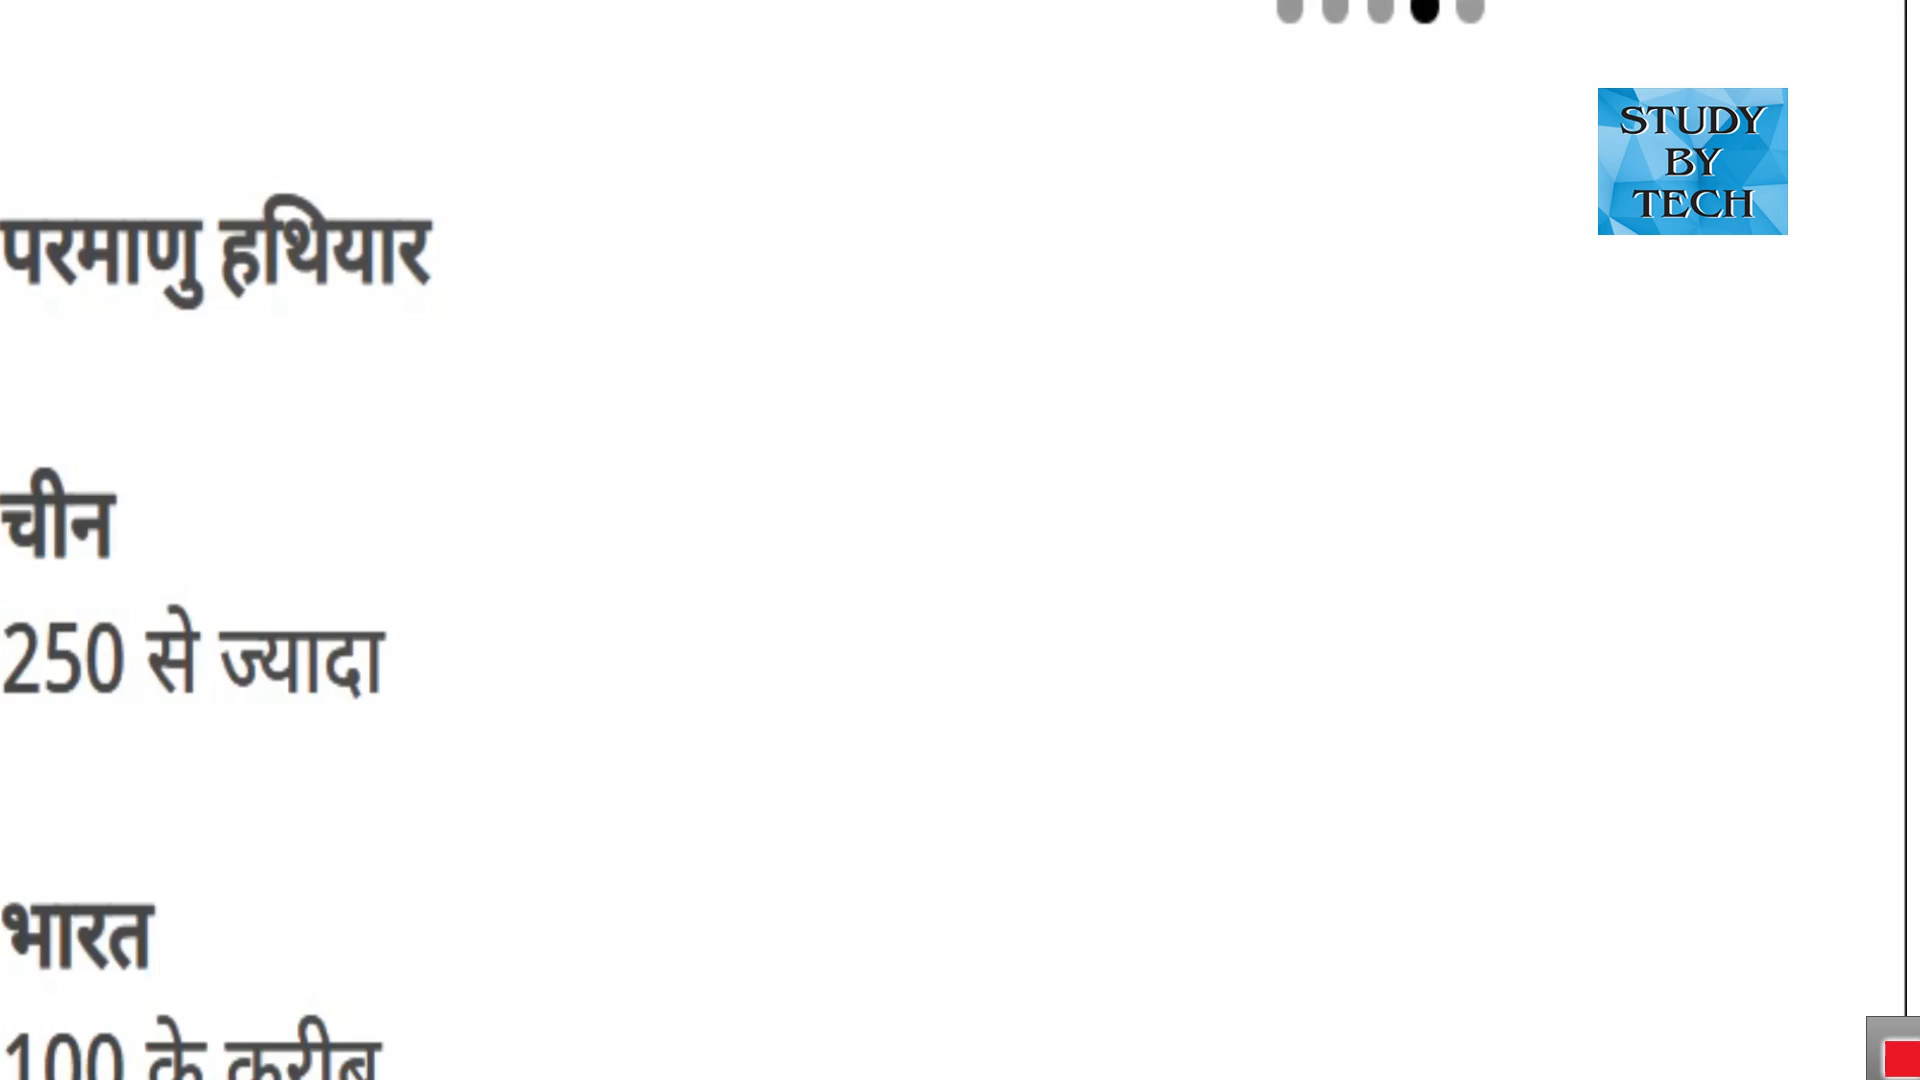 STUDY
BY
TECH
परमाणु हथियार
चीन
250 से ज्यादा
भारत
100 के करीब